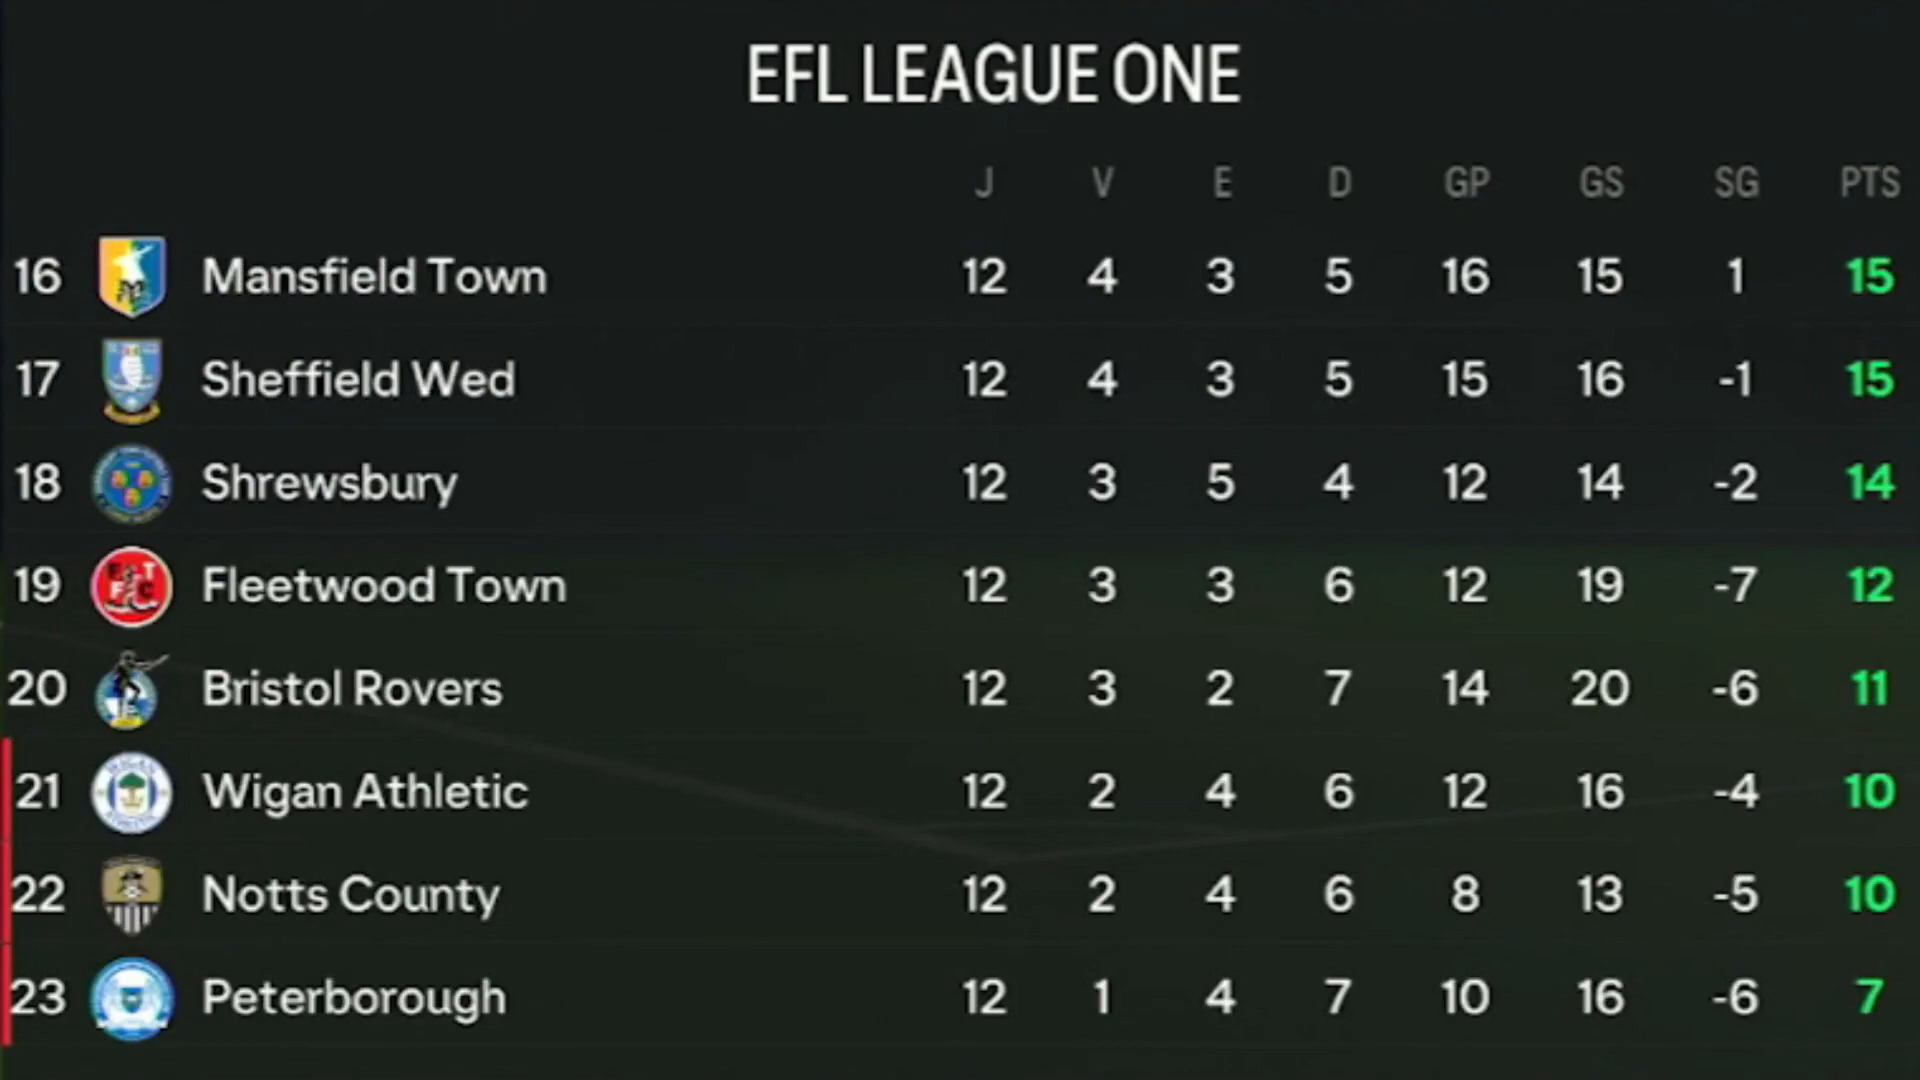 EFL LEAGUE ONE
J V E D GP GS SG PTS
16 Mansfield Town 12 4 3 5 16 15 1 15
17 Sheffield Wed 12 4 3 5 15 16 -1 15
18 Shrewsbury 12 3 5 4 12 14 -2 14
19 Fleetwood Town 12 3 3 6 12 19 -7 12
20 Bristol Rovers 12 3 2 7 14 20 -6 11
21 Wigan Athletic 12 2 4 6 12 16 -4 10
22 Notts County 12 2 4 6 8 13 -5 10
23 Peterborough 12 1 4 7 10 16 -6 7